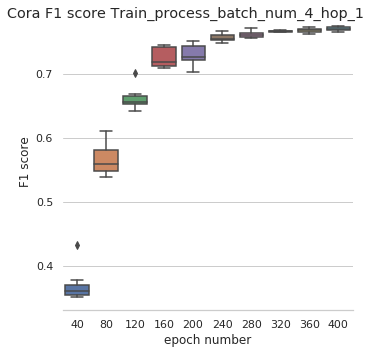 Cora F1 score Train_process_batch_num_4_hop_1
0.7
0.6
0.5
0.4
F1 score
40 80 120 160 200 240 280 320 360 400
epoch number